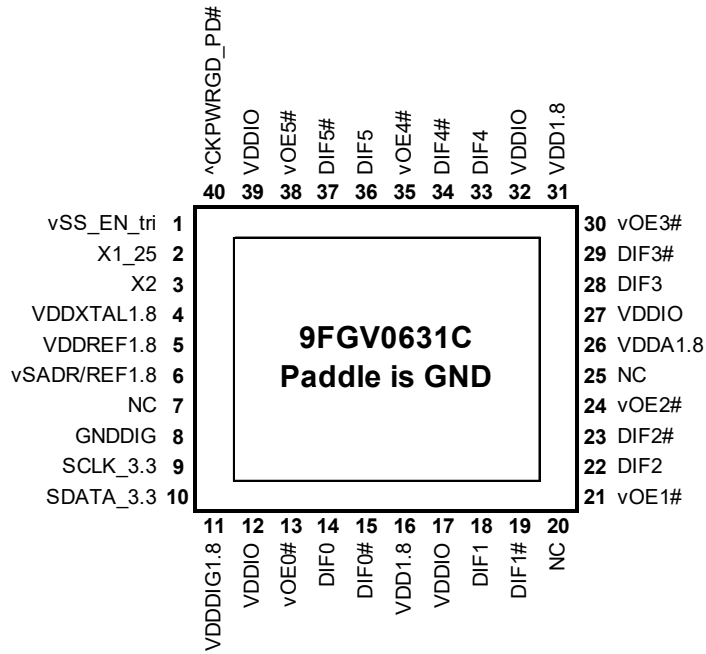 ^CKPWRGD_PD#
VDDIO
vOE5#
DIF5#
DIF5
vOE4#
DIF4#
DIF4
VDDIO
VDD1.8
40 39 38 37 36 35 34 33 32 31
vSS_EN_tri 1
X1_25 2
X2 3
VDDXTAL1.8 4
VDDREF1.8 5
vSADR/REF1.8 6
NC 7
GNDDIG 8
SCLK_3.3 9
SDATA_3.3 10
9FGV0631C
Paddle is GND
30 vOE3#
29 DIF3#
28 DIF3
27 VDDIO
26 VDDA1.8
25 NC
24 vOE2#
23 DIF2#
22 DIF2
21 vOE1#
11 12 13 14 15 16 17 18 19 20
VDDDIG1.8
VDDIO
vOE0#
DIF0
DIF0#
VDD1.8
VDDIO
DIF1
DIF1#
NC